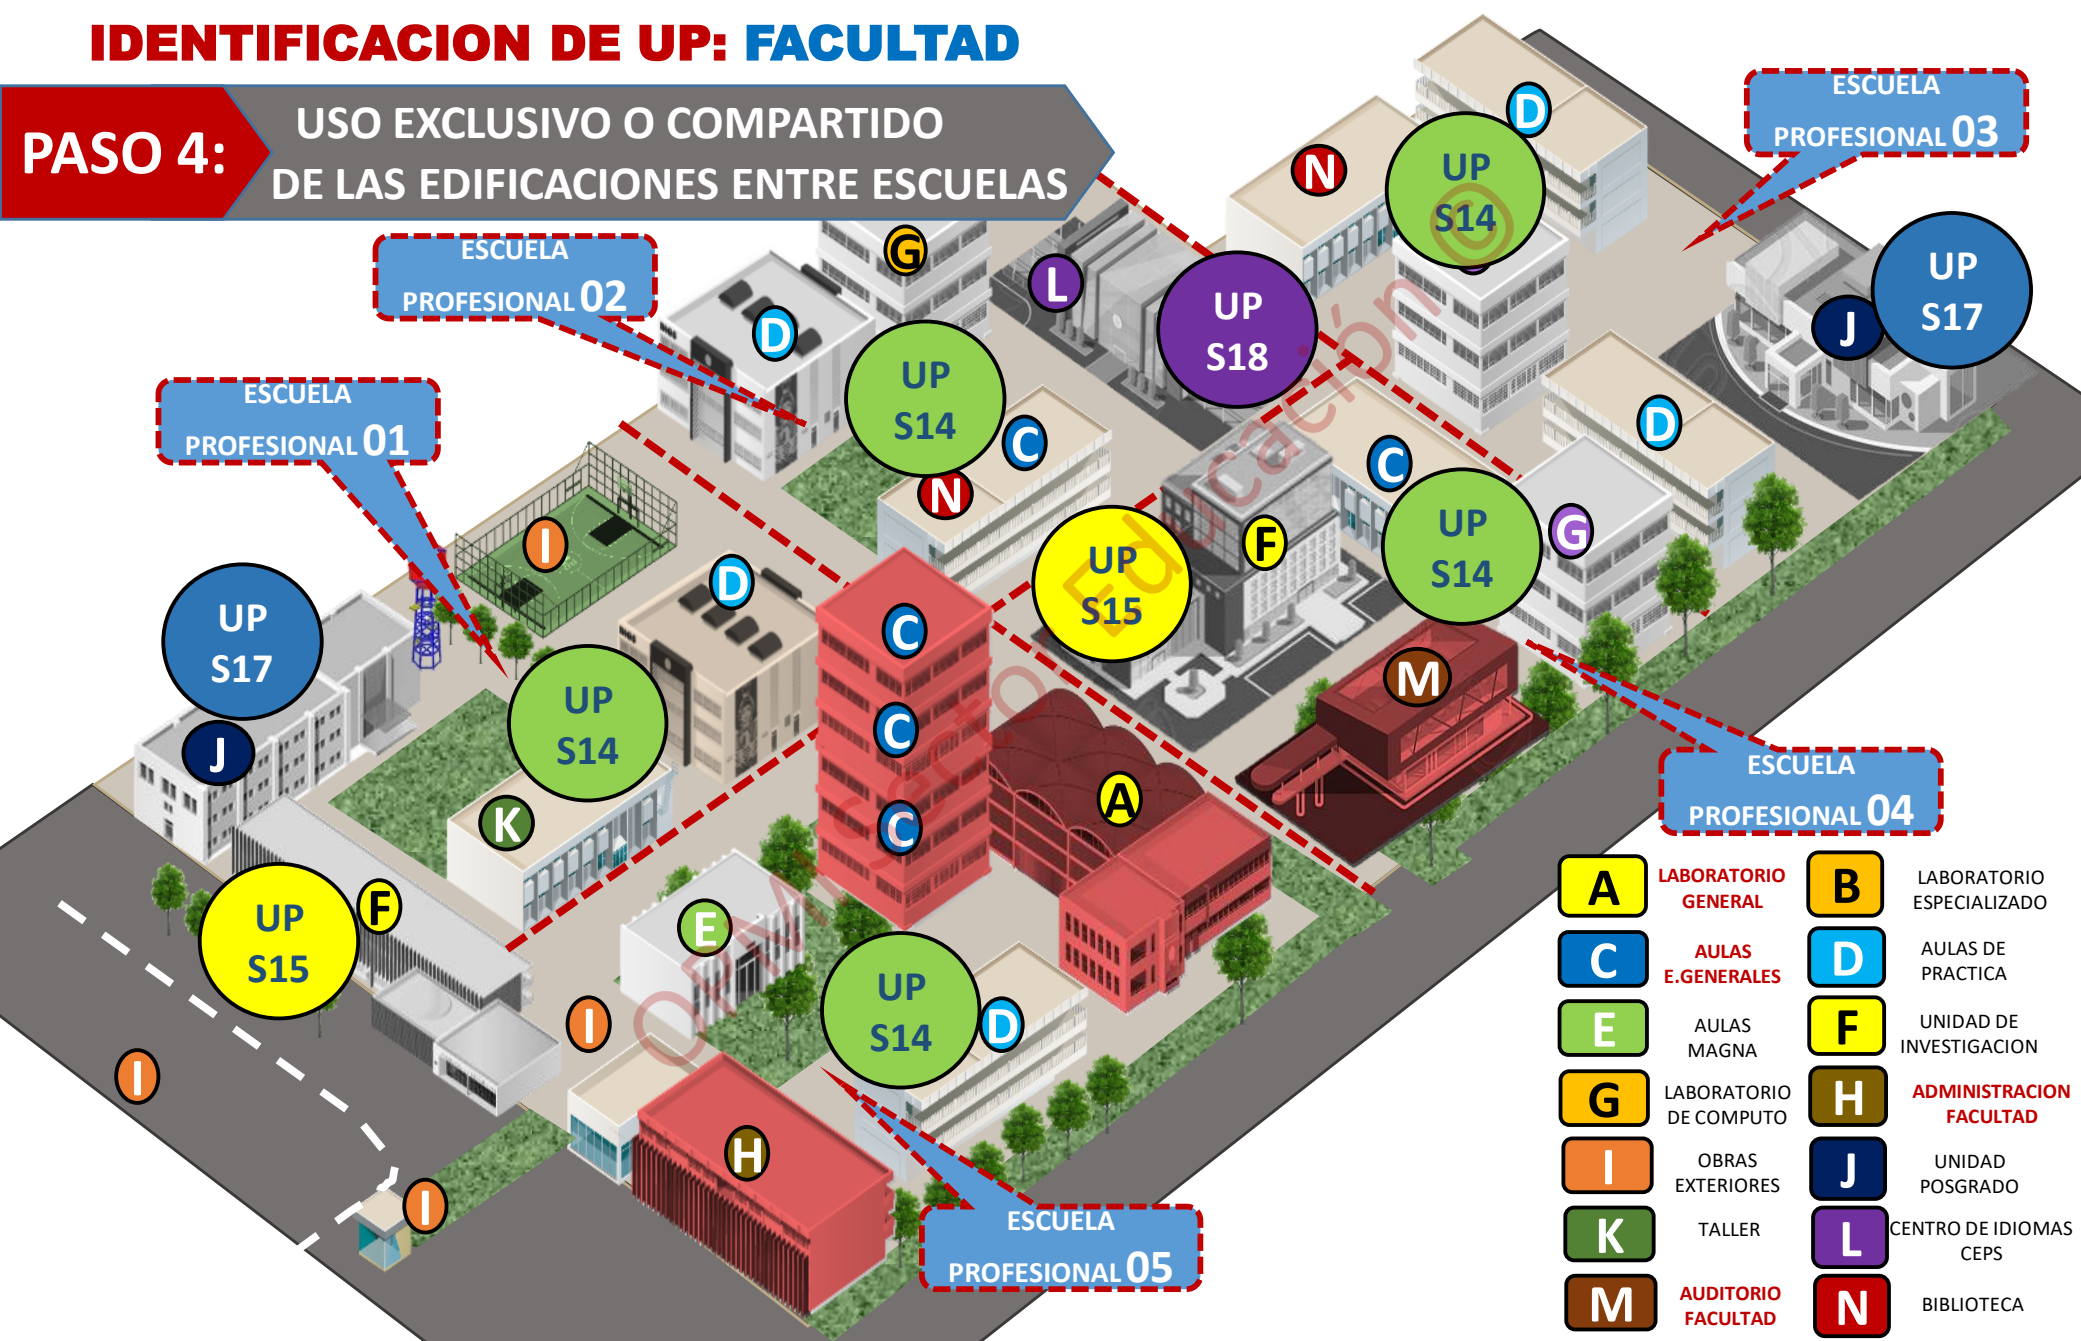 IDENTIFICACION DE UP: FACULTAD
PASO 4:
USO EXCLUSIVO O COMPARTIDO
DE LAS EDIFICACIONES ENTRE ESCUELAS
ESCUELA
PROFESIONAL 03
D
N
UP
S14
UP
S17
J
ESCUELA
PROFESIONAL 02
G
L
UP
S18
D
UP
S14
C
N
D
C
ESCUELA
PROFESIONAL 01
I
UP
S15
F
UP
S14
G
D
C
M
UP
S17
J
UP
S14
C
K
A
C
ESCUELA
PROFESIONAL 04
UP
S15
F
E
UP
S14
D
I
I
H
I
ESCUELA
PROFESIONAL 05
OPMI Sector Educación ©
A
LABORATORIO
GENERAL
B
LABORATORIO
ESPECIALIZADO
C
AULAS
E.GENERALES
D
AULAS DE
PRACTICA
E
AULAS
MAGNA
F
UNIDAD DE
INVESTIGACION
G
LABORATORIO
DE COMPUTO
H
ADMINISTRACION
FACULTAD
I
OBRAS
EXTERIORES
J
UNIDAD
POSGRADO
K
TALLER
L
CENTRO DE IDIOMAS
CEPS
M
AUDITORIO
FACULTAD
N
BIBLIOTECA